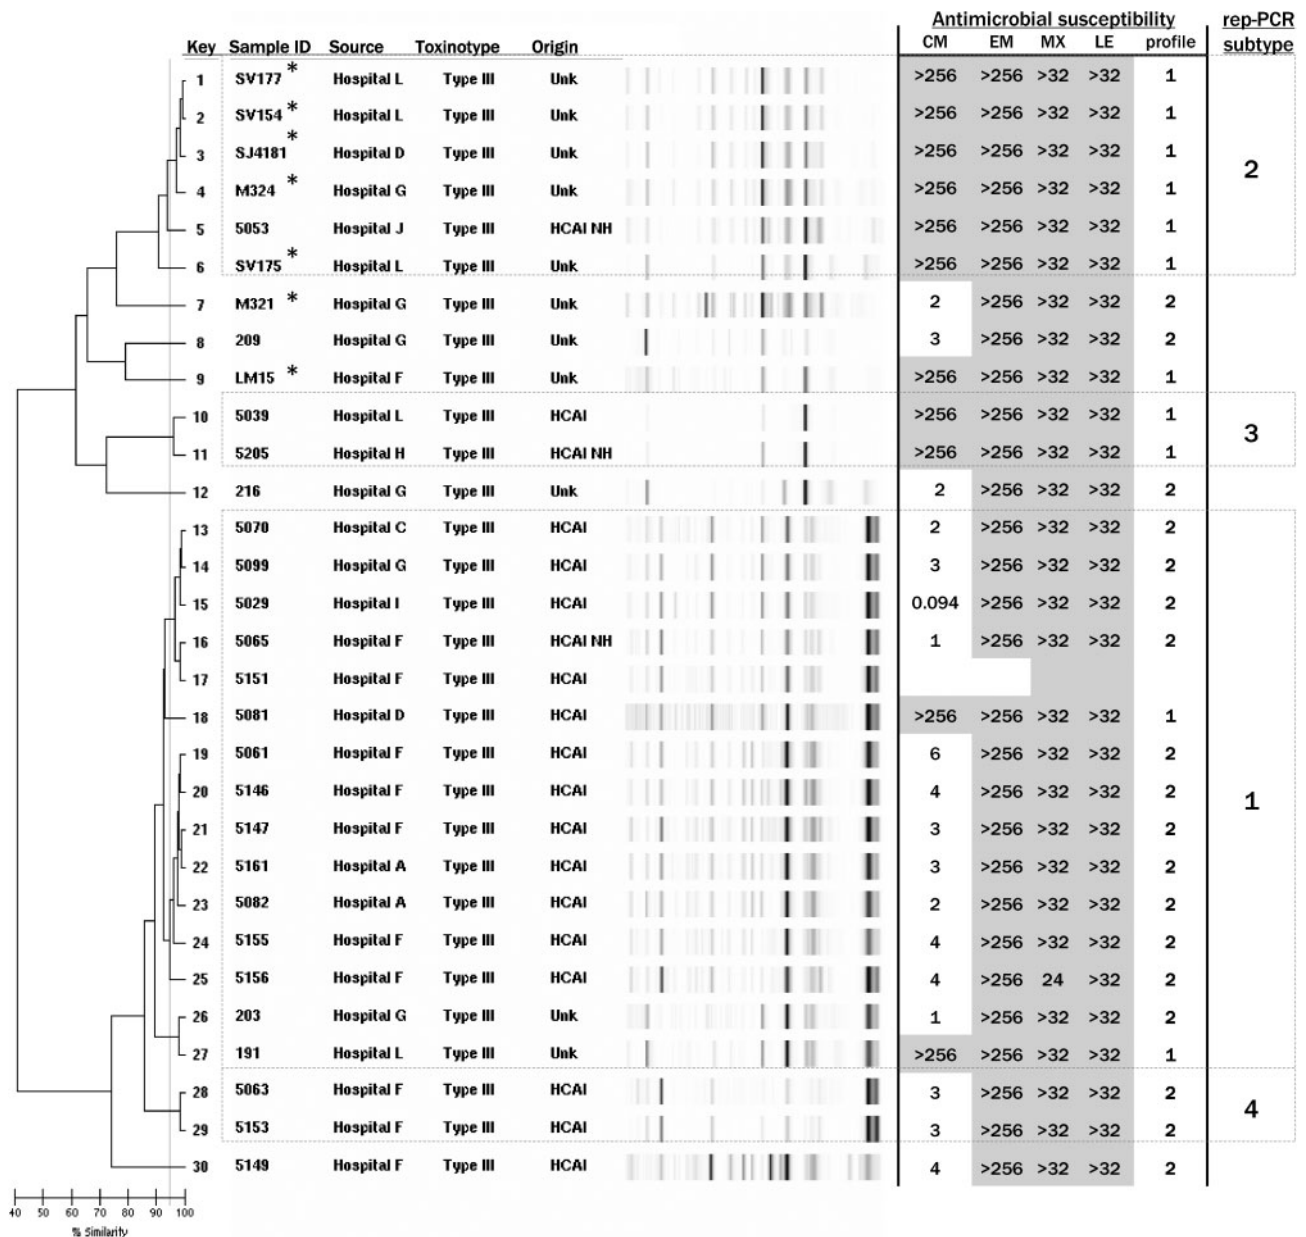 Antimicrobial susceptibility rep-PCR
Key Sample ID Source Toxinotype Origin CM EM MX LE profile subtype
1 SV177 * Hospital L Type III Unk >256 >256 >32 >32 1
2 SV154 * Hospital L Type III Unk >256 >256 >32 >32 1
3 SJ4181 * Hospital D Type III Unk >256 >256 >32 >32 1
4 M324 * Hospital G Type III Unk >256 >256 >32 >32 1 2
5 5053 Hospital J Type III HCAI NH >256 >256 >32 >32 1
6 SV175 * Hospital L Type III Unk >256 >256 >32 >32 1
7 M321 * Hospital G Type III Unk 2 >256 >32 >32 2
8 209 Hospital G Type III Unk 3 >256 >32 >32 2
9 LM15 * Hospital F Type III Unk >256 >256 >32 >32 1
10 5039 Hospital L Type III HCAI >256 >256 >32 >32 1 3
11 5205 Hospital H Type III HCAI NH >256 >256 >32 >32 1
12 216 Hospital G Type III Unk 2 >256 >32 >32 2
13 5070 Hospital C Type III HCAI 2 >256 >32 >32 2
14 5099 Hospital G Type III HCAI 3 >256 >32 >32 2
15 5029 Hospital I Type III HCAI 0.094 >256 >32 >32 2
16 5065 Hospital F Type III HCAI NH 1 >256 >32 >32 2
17 5151 Hospital F Type III HCAI
18 5081 Hospital D Type III HCAI >256 >256 >32 >32 1
19 5061 Hospital F Type III HCAI 6 >256 >32 >32 2
20 5146 Hospital F Type III HCAI 4 >256 >32 >32 2 1
21 5147 Hospital F Type III HCAI 3 >256 >32 >32 2
22 5161 Hospital A Type III HCAI 3 >256 >32 >32 2
23 5082 Hospital A Type III HCAI 2 >256 >32 >32 2
24 5155 Hospital F Type III HCAI 4 >256 >32 >32 2
25 5156 Hospital F Type III HCAI 4 >256 24 >32 2
26 203 Hospital G Type III Unk 1 >256 >32 >32 2
27 191 Hospital L Type III Unk >256 >256 >32 >32 1
28 5063 Hospital F Type III HCAI 3 >256 >32 >32 2 4
29 5153 Hospital F Type III HCAI 3 >256 >32 >32 2
30 5149 Hospital F Type III HCAI 4 >256 >32 >32 2
40 50 60 70 80 90 100
% Similarity